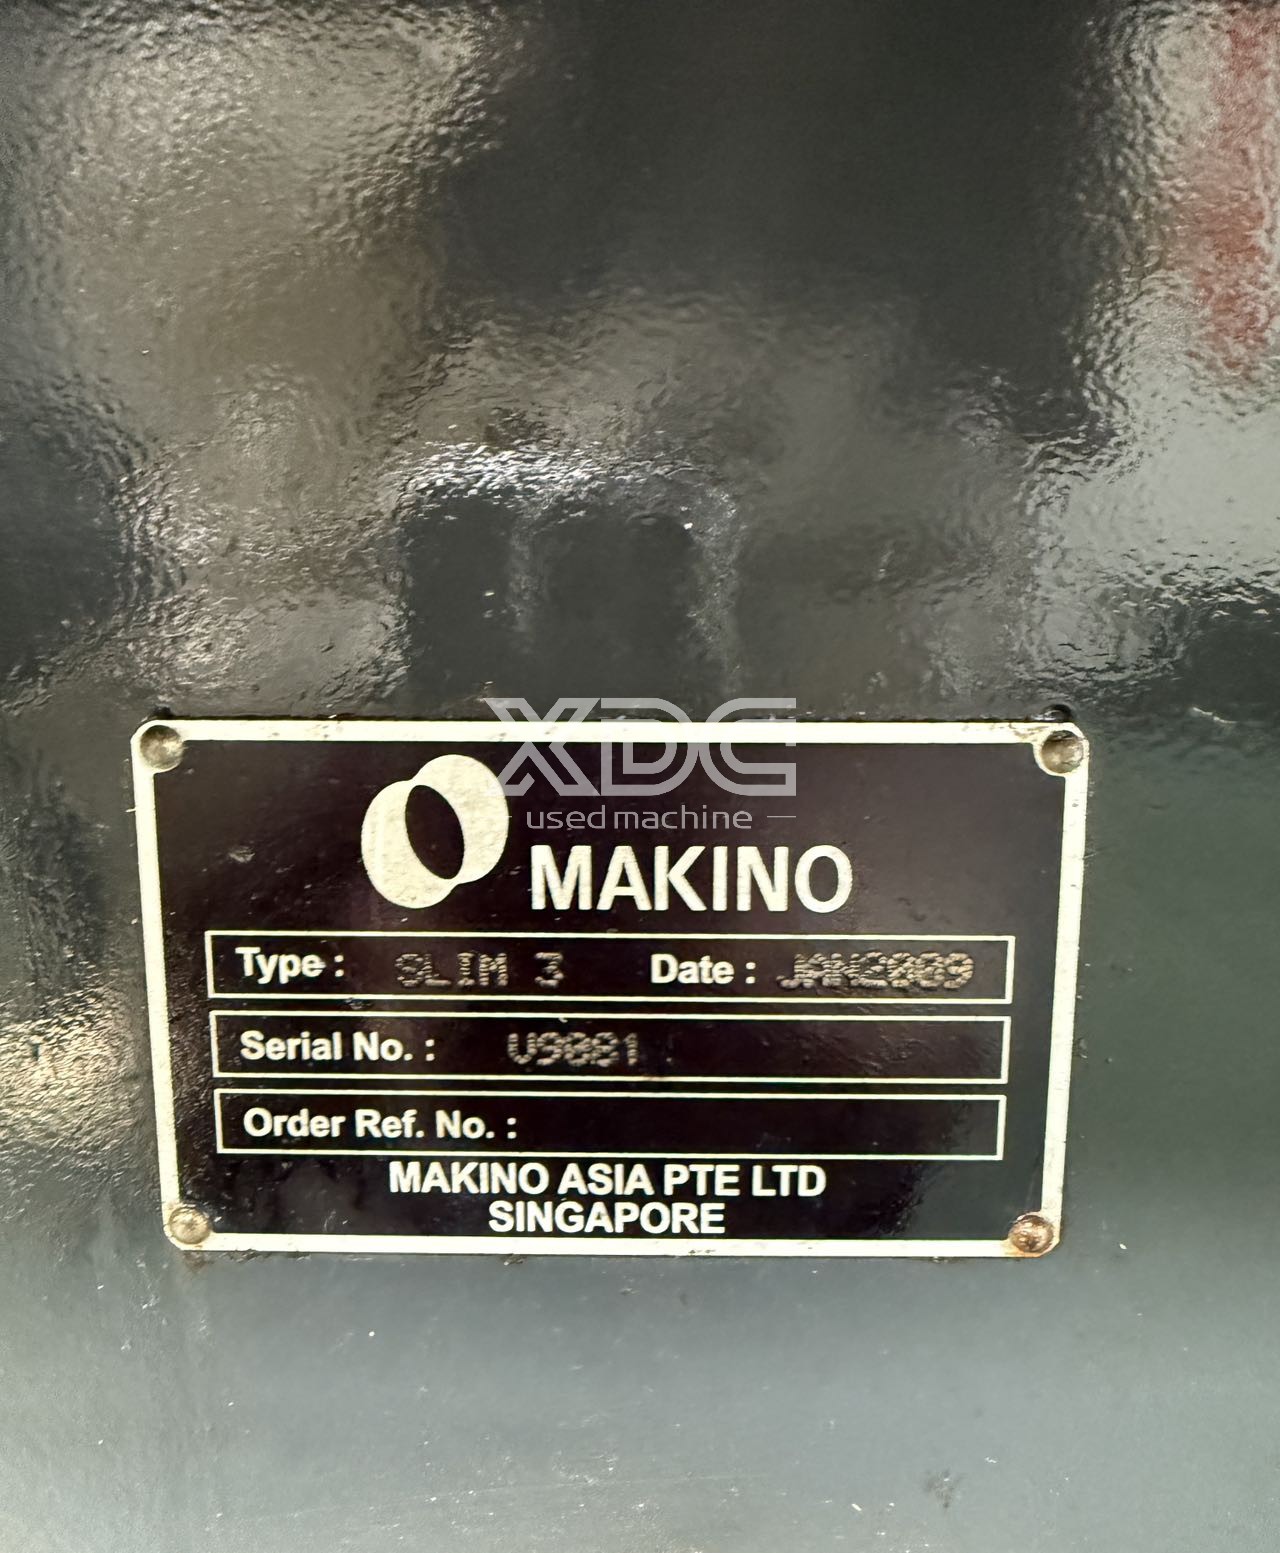 XDC
used machine
MAKINO
Type : SLIM 3 Date : JAN2009
Serial No. : V9081
Order Ref. No. :
MAKINO ASIA PTE LTD
SINGAPORE